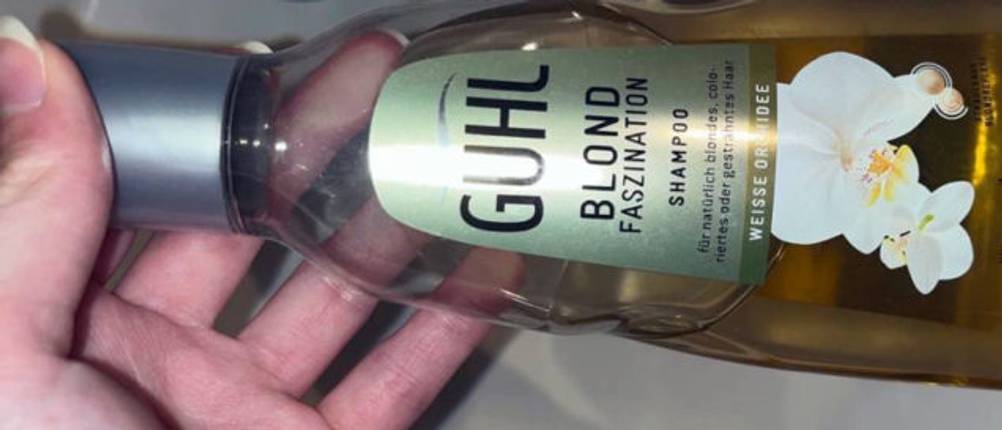 GUHL
BLOND
FASZINATION
SHAMPOO
für natürlich blondes, colo-
riertes oder gesträhntes Haar
WEISSE ORCHIDEE